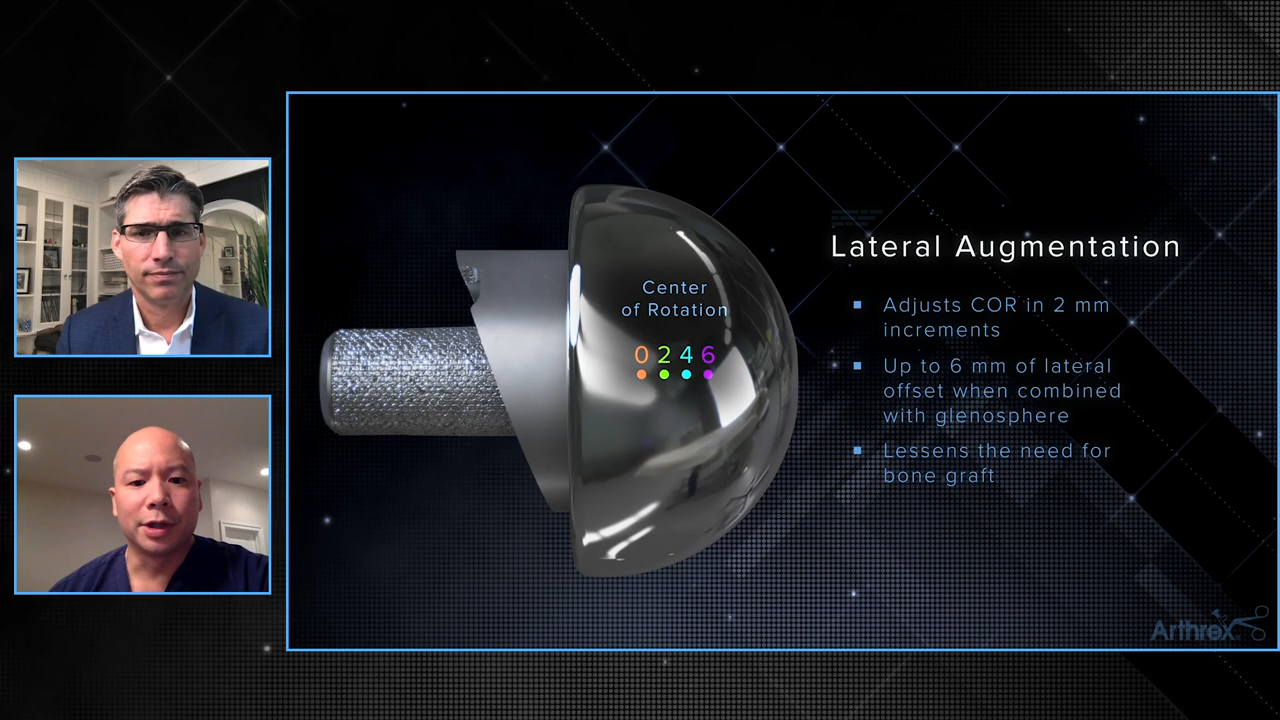 Lateral Augmentation
Center
of Rotation
0 2 4 6
Adjusts COR in 2 mm
increments
Up to 6 mm of lateral
offset when combined
with glenosphere
Lessens the need for
bone graft
Arthrex